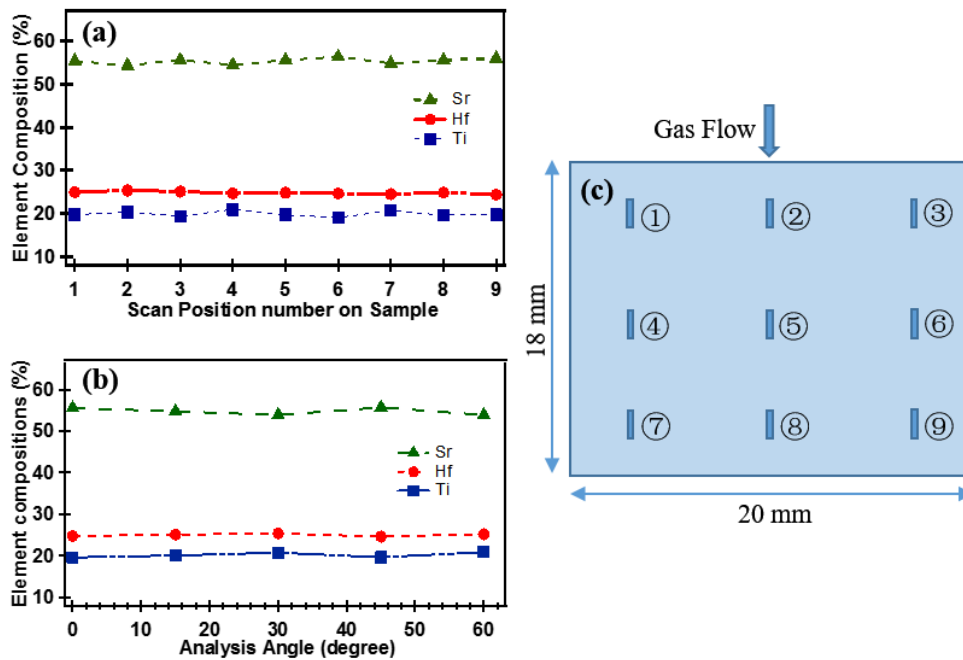 (a)
Element Composition (%)
60
50
40
30
20
10
Sr
Hf
Ti
1 2 3 4 5 6 7 8 9
Scan Position number on Sample
(b)
Element compositions (%)
60
50
40
30
20
10
Sr
Hf
Ti
0 10 20 30 40 50 60
Analysis Angle (degree)
Gas Flow
(c)
① ② ③
④ ⑤ ⑥
⑦ ⑧ ⑨
18 mm
20 mm